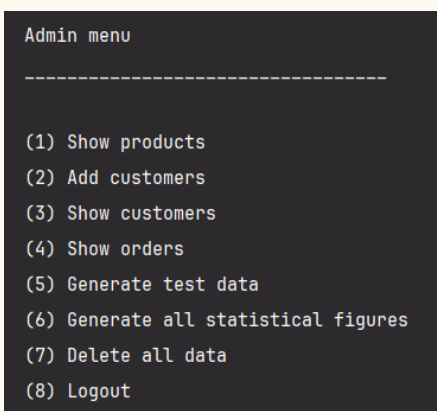 Admin menu
----------------------------------
(1) Show products
(2) Add customers
(3) Show customers
(4) Show orders
(5) Generate test data
(6) Generate all statistical figures
(7) Delete all data
(8) Logout